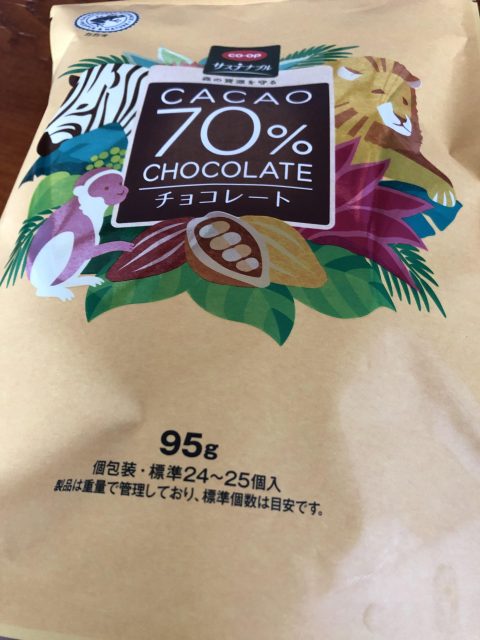 カカオ
co-op
サステナブル
森の資源を守る
CACAO
70%
CHOCOLATE
チョコレート
95g
個包装・標準24〜25個入
製品は重量で管理しており、標準個数は目安です。